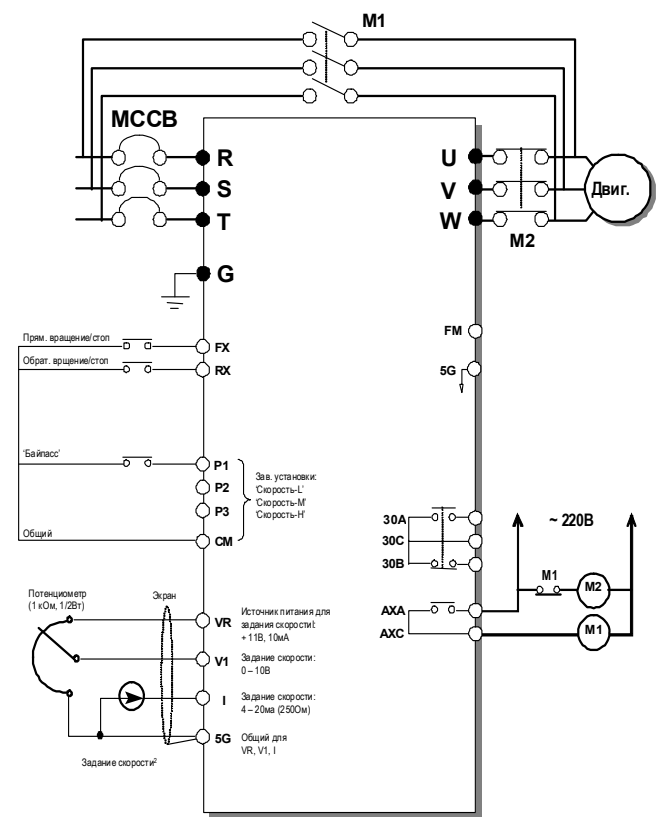 M1
MCCB
R
U
S
V
Двиг.
T
W
M2
G
FM
Прям. вращение/стоп
FX
Обрат. врщение/стоп
RX
5G
'Байпасс'
P1
P2
P3
Зав. установки:
'Скорость-L'
'Скорость-M'
'Скорость-H'
Общий
CM
30A
30C
30B
~ 220В
M1
M2
AXA
AXC
M1
Потенциометр
(1 кОм, 1/2Вт)
Экран
VR
Источник питания для
задания скоростиl:
+ 11В, 10мА
V1
Задание скорости:
0 – 10В
I
Задание скорости:
4 – 20ма (250Ом)
5G
Общий для
VR, V1, I
Задание скорости²